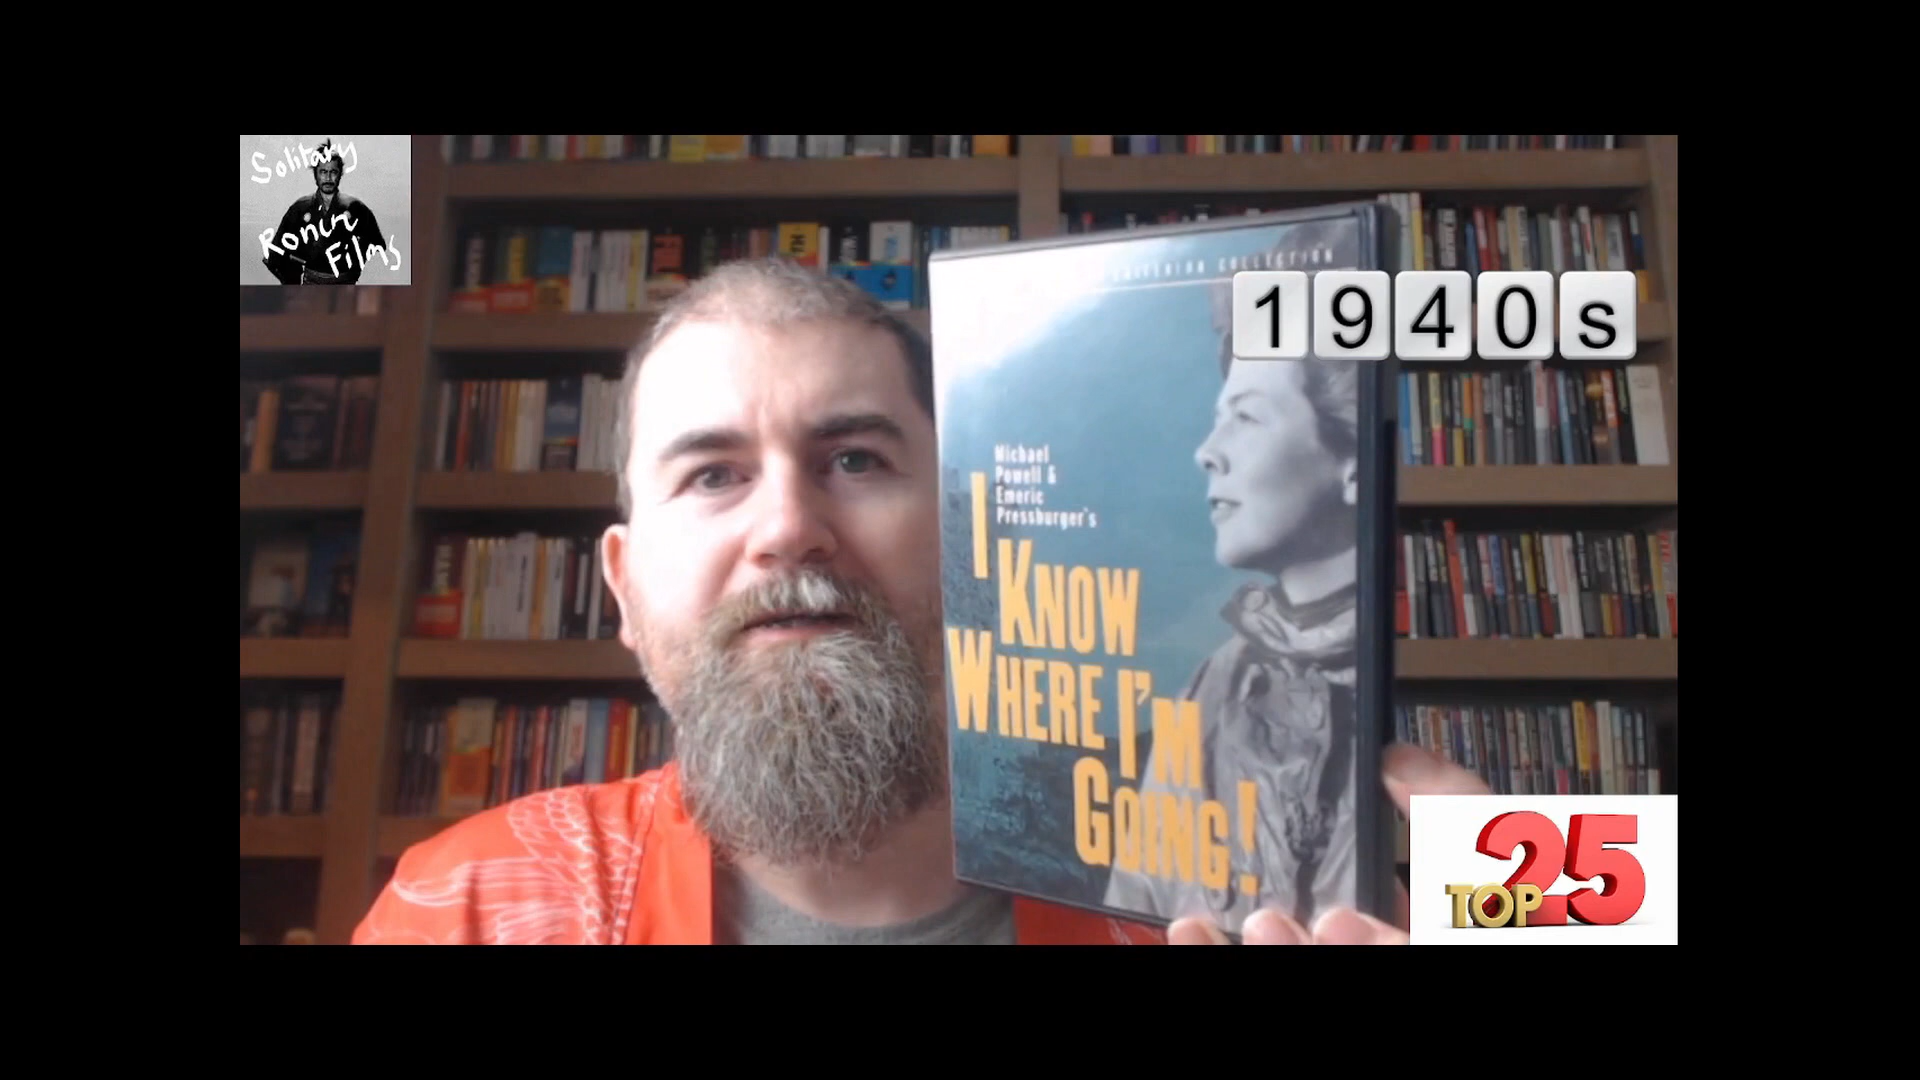 Solitary
Ronin
Films
CRITERION COLLECTION
1940s
Michael
Powell &
Emeric
Pressburger's
I
KNOW
WHERE I'M
GOING!
TOP 25